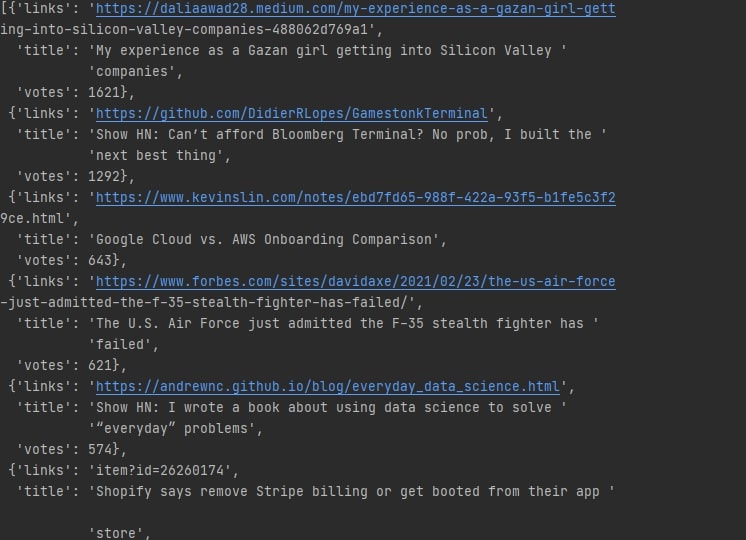 [{'links': 'https://daliaawad28.medium.com/my-experience-as-a-gazan-girl-gett
ing-into-silicon-valley-companies-488062d769a1',
  'title': 'My experience as a Gazan girl getting into Silicon Valley '
           'companies',
  'votes': 1621},
 {'links': 'https://github.com/DidierRLopes/GamestonkTerminal',
  'title': 'Show HN: Can’t afford Bloomberg Terminal? No prob, I built the '
           'next best thing',
  'votes': 1292},
 {'links': 'https://www.kevinslin.com/notes/ebd7fd65-988f-422a-93f5-b1fe5c3f2
9ce.html',
  'title': 'Google Cloud vs. AWS Onboarding Comparison',
  'votes': 643},
 {'links': 'https://www.forbes.com/sites/davidaxe/2021/02/23/the-us-air-force
-just-admitted-the-f-35-stealth-fighter-has-failed/',
  'title': 'The U.S. Air Force just admitted the F-35 stealth fighter has '
           'failed',
  'votes': 621},
 {'links': 'https://andrewnc.github.io/blog/everyday_data_science.html',
  'title': 'Show HN: I wrote a book about using data science to solve '
           '“everyday” problems',
  'votes': 574},
 {'links': 'item?id=26260174',
  'title': 'Shopify says remove Stripe billing or get booted from their app '
           'store',